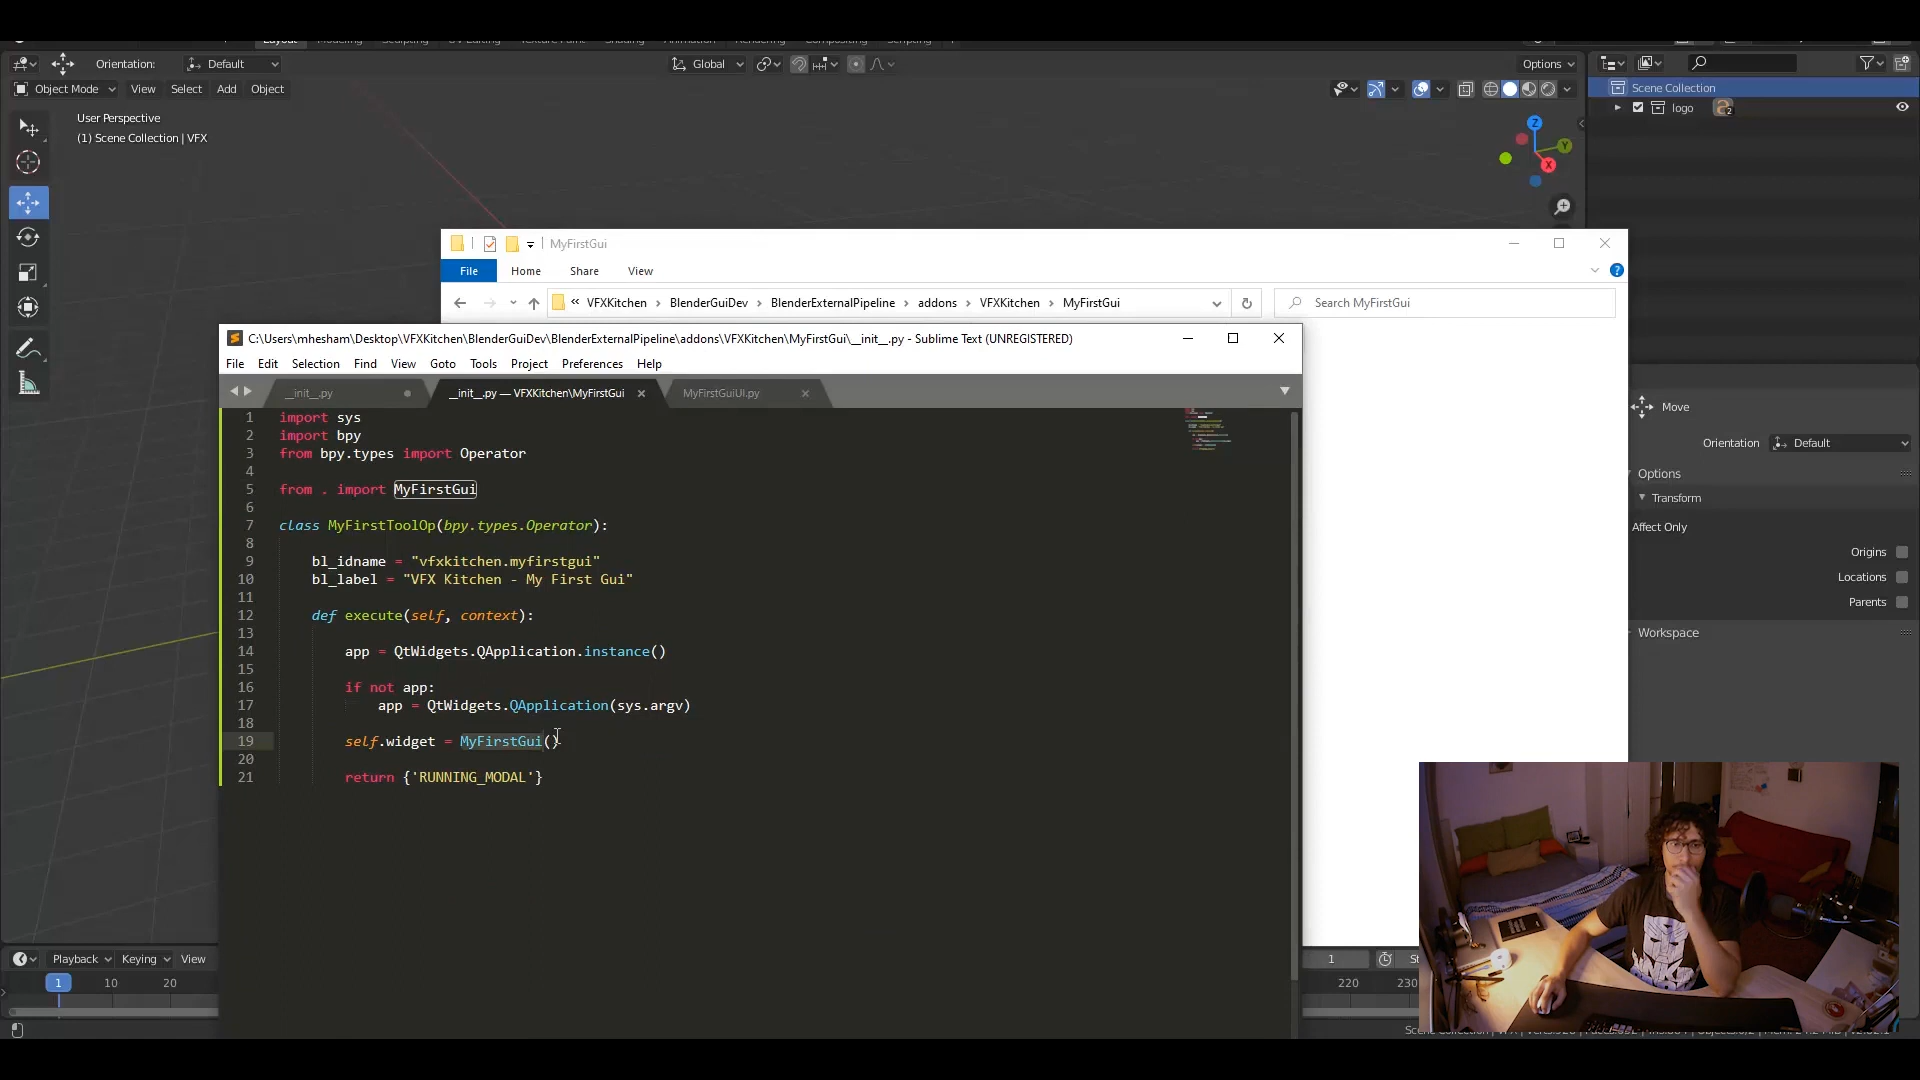 Orientation:
Default
Global
Options
Object Mode
View
Select
Add
Object
User Perspective
(1) Scene Collection | VFX
Z
Y
X
Scene Collection
logo
2
MyFirstGui
File
Home
Share
View
« VFXKitchen › BlenderGuiDev › BlenderExternalPipeline › addons › VFXKitchen › MyFirstGui
Search MyFirstGui
C:\Users\mhesham\Desktop\VFXKitchen\BlenderGuiDev\BlenderExternalPipeline\addons\VFXKitchen\MyFirstGui\__init__.py - Sublime Text (UNREGISTERED)
File Edit Selection Find View Goto Tools Project Preferences Help
__init__.py
__init__.py — VFXKitchen\MyFirstGui
MyFirstGuiUi.py
1 import sys
2 import bpy
3 from bpy.types import Operator
4
5 from . import MyFirstGui
6
7 class MyFirstToolOp(bpy.types.Operator):
8
9 bl_idname = "vfxkitchen.myfirstgui"
10 bl_label = "VFX Kitchen - My First Gui"
11
12 def execute(self, context):
13
14 app = QtWidgets.QApplication.instance()
15
16 if not app:
17 app = QtWidgets.QApplication(sys.argv)
18
19 self.widget = MyFirstGui()
20
21 return {'RUNNING_MODAL'}
Move
Orientation
Default
Options
Transform
Affect Only
Origins
Locations
Parents
Workspace
Playback
Keying
View
1
10
20
1
St
220
230